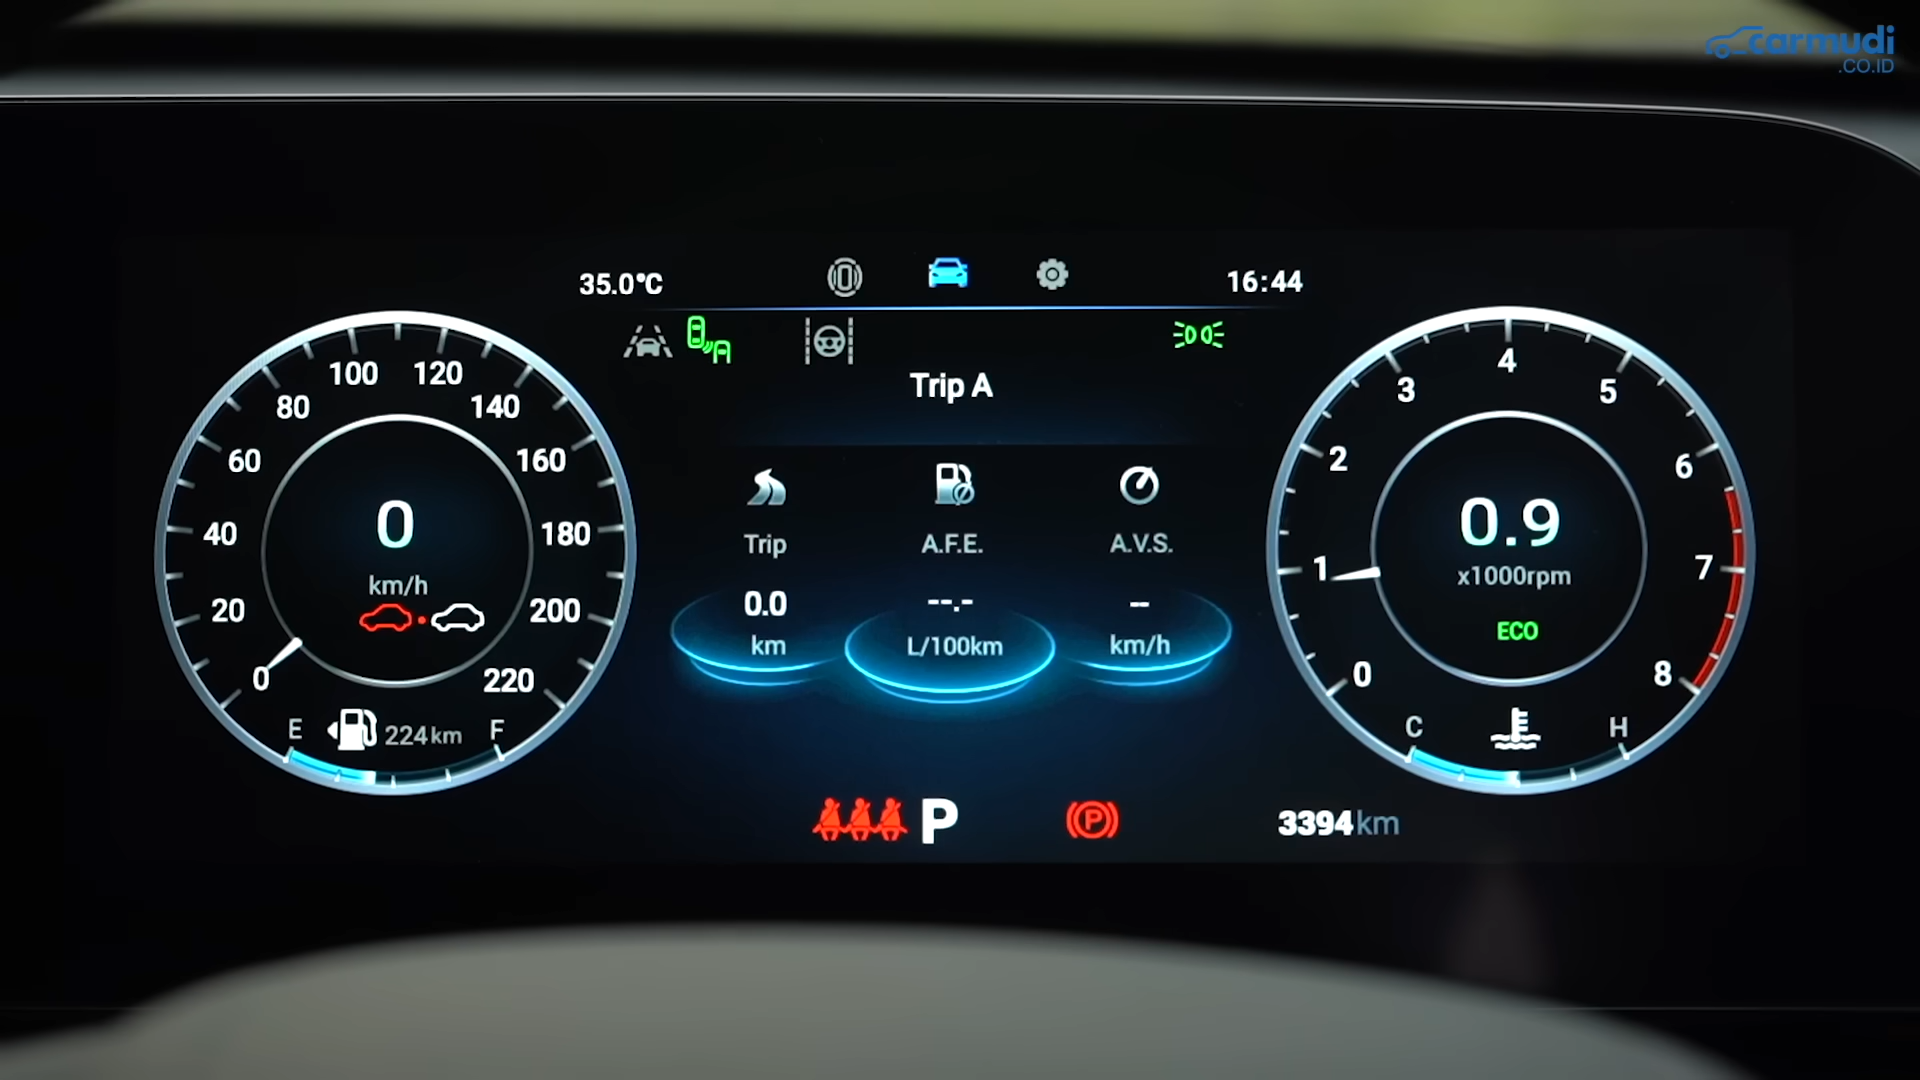 carmudi
.CO.ID
35.0°C
16:44
Trip A
0
20
40
60
80
100
120
140
160
180
200
220
0
km/h
E
224km
F
Trip
A.F.E.
A.V.S.
0.0
--.-
--
km
L/100km
km/h
0
1
2
3
4
5
6
7
8
0.9
x1000rpm
ECO
C
H
P
P
3394km